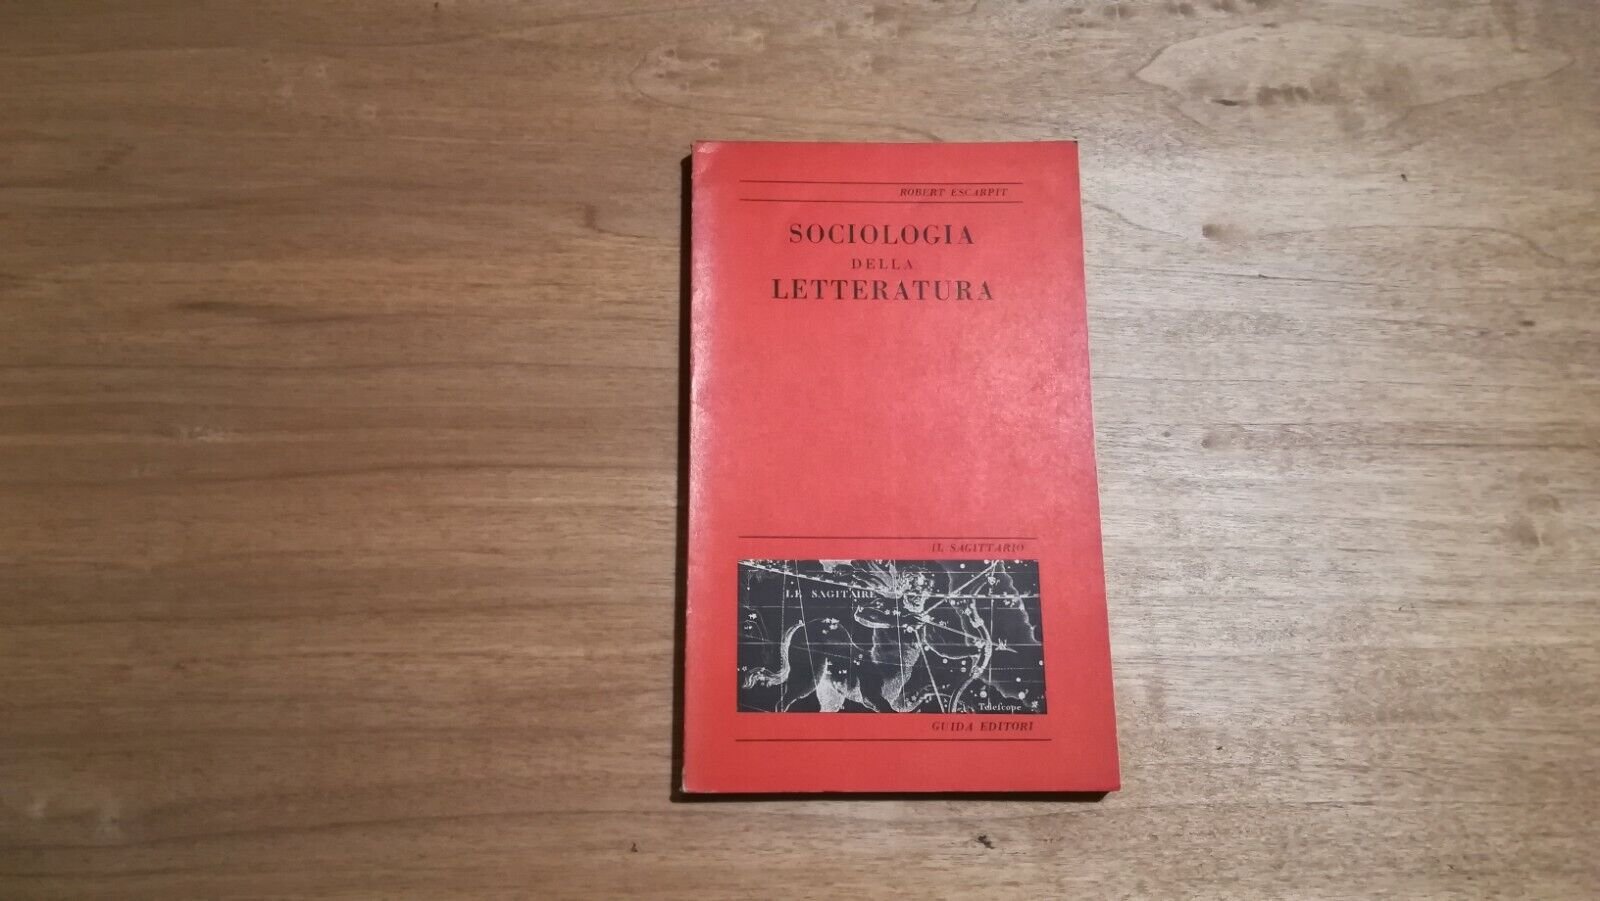 ROBERT ESCARPIT
SOCIOLOGIA
DELLA
LETTERATURA
IL SAGITTARIO
LE SAGITAIRE
Teleſcope
GUIDA EDITORI